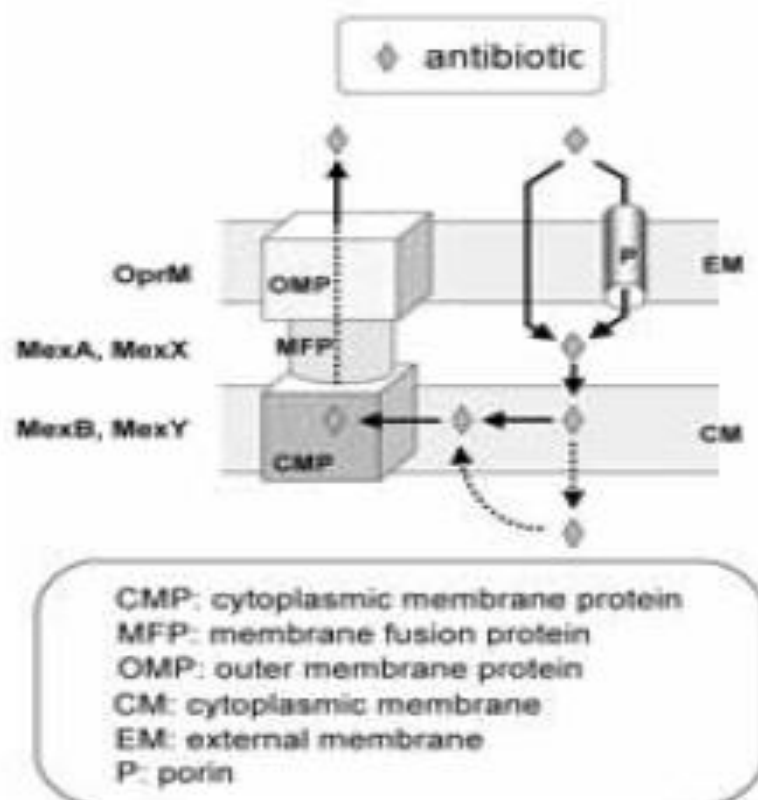 antibiotic
OprM
OMP
P
EM
MexA, MexX
MFP
MexB, MexY
CMP
CM
CMP: cytoplasmic membrane protein
MFP: membrane fusion protein
OMP: outer membrane protein
CM: cytoplasmic membrane
EM: external membrane
P: porin